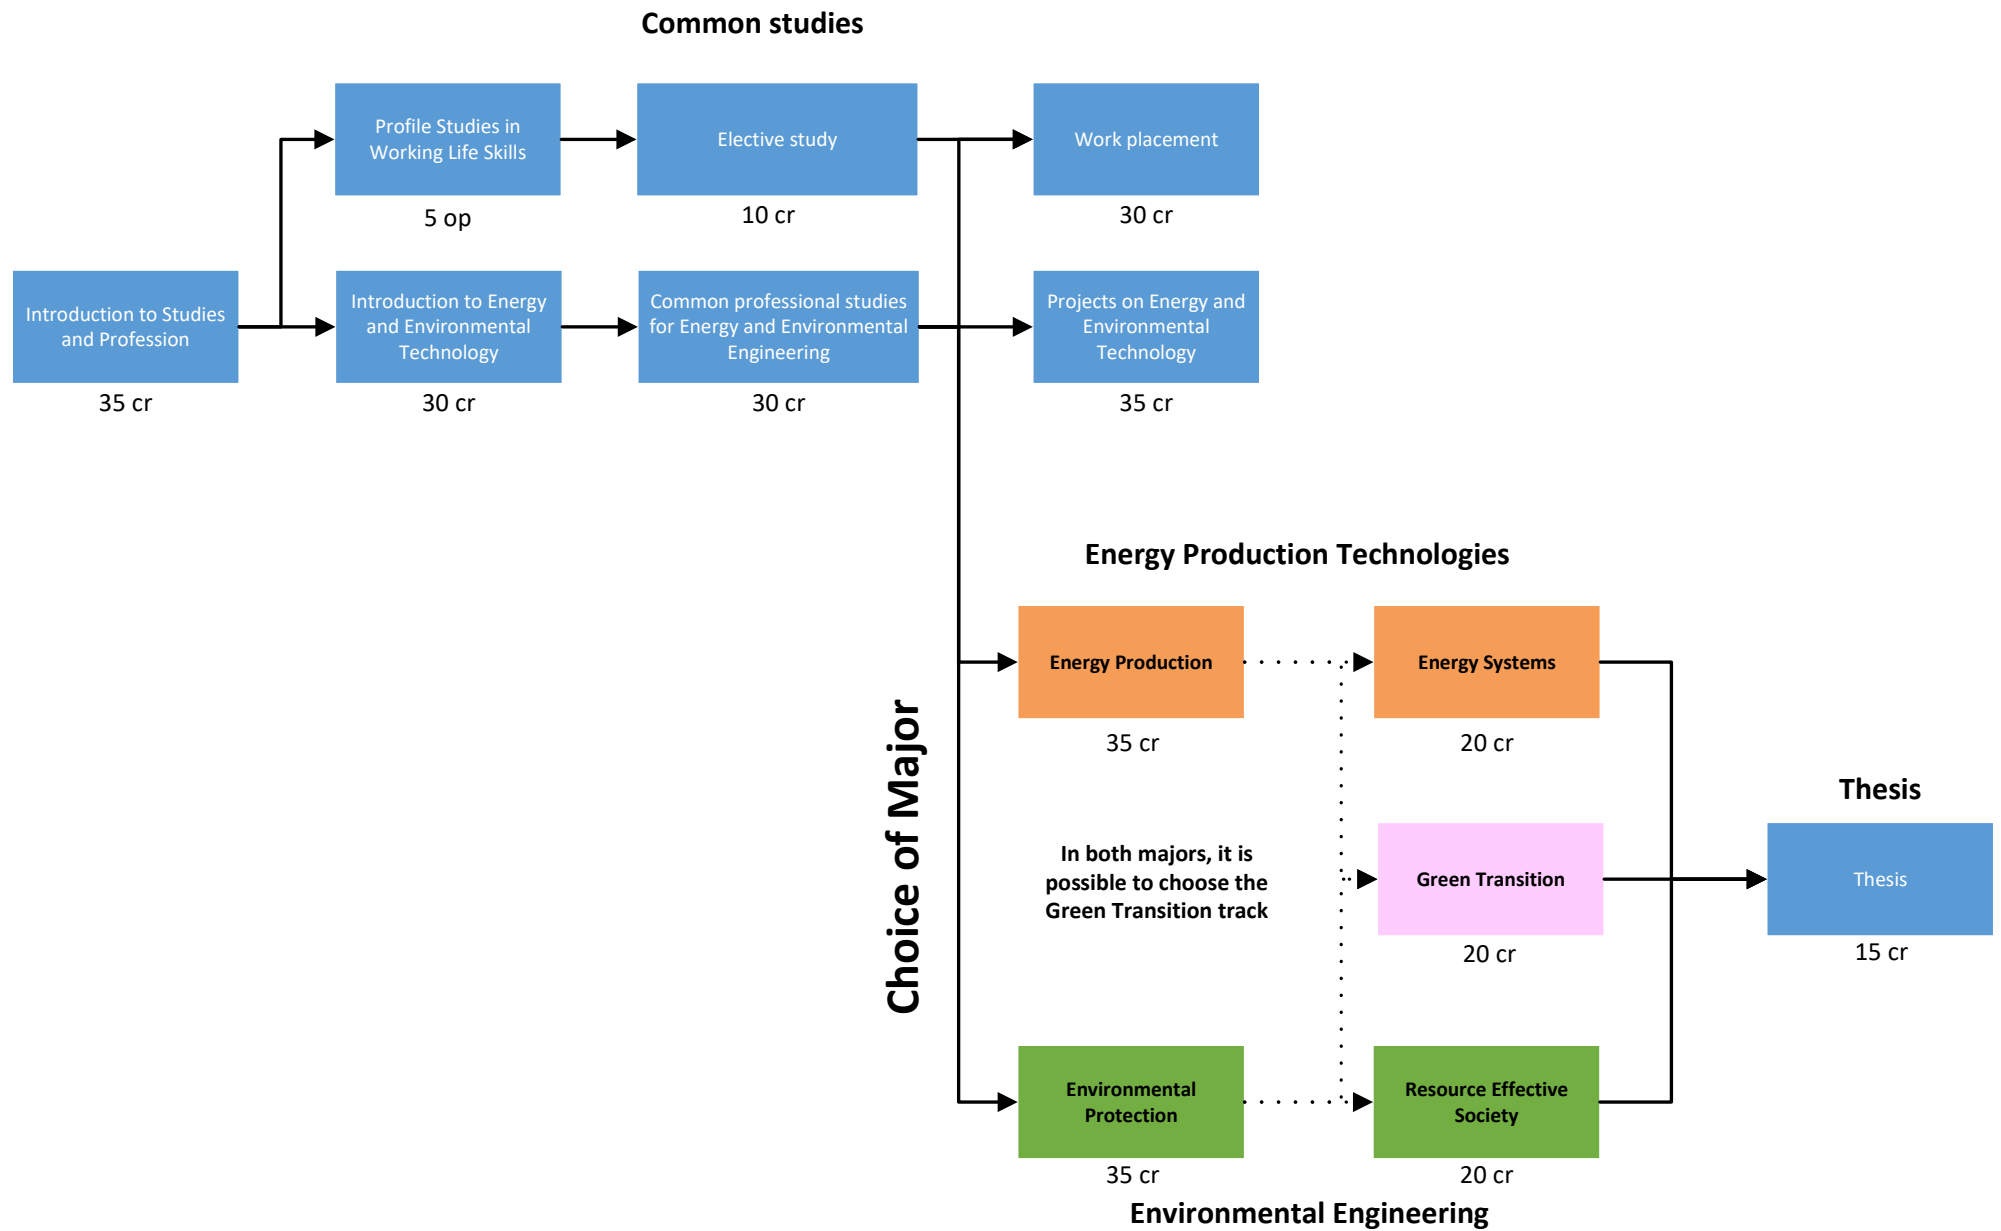 Common studies
Profile Studies in
Working Life Skills
5 op
Elective study
10 cr
Work placement
30 cr
Introduction to Studies
and Profession
35 cr
Introduction to Energy
and Environmental
Technology
30 cr
Common professional studies
for Energy and Environmental
Engineering
30 cr
Projects on Energy and
Environmental
Technology
35 cr
Choice of Major
Energy Production Technologies
Energy Production
35 cr
Energy Systems
20 cr
In both majors, it is
possible to choose the
Green Transition track
Green Transition
20 cr
Thesis
Thesis
15 cr
Environmental
Protection
35 cr
Resource Effective
Society
20 cr
Environmental Engineering